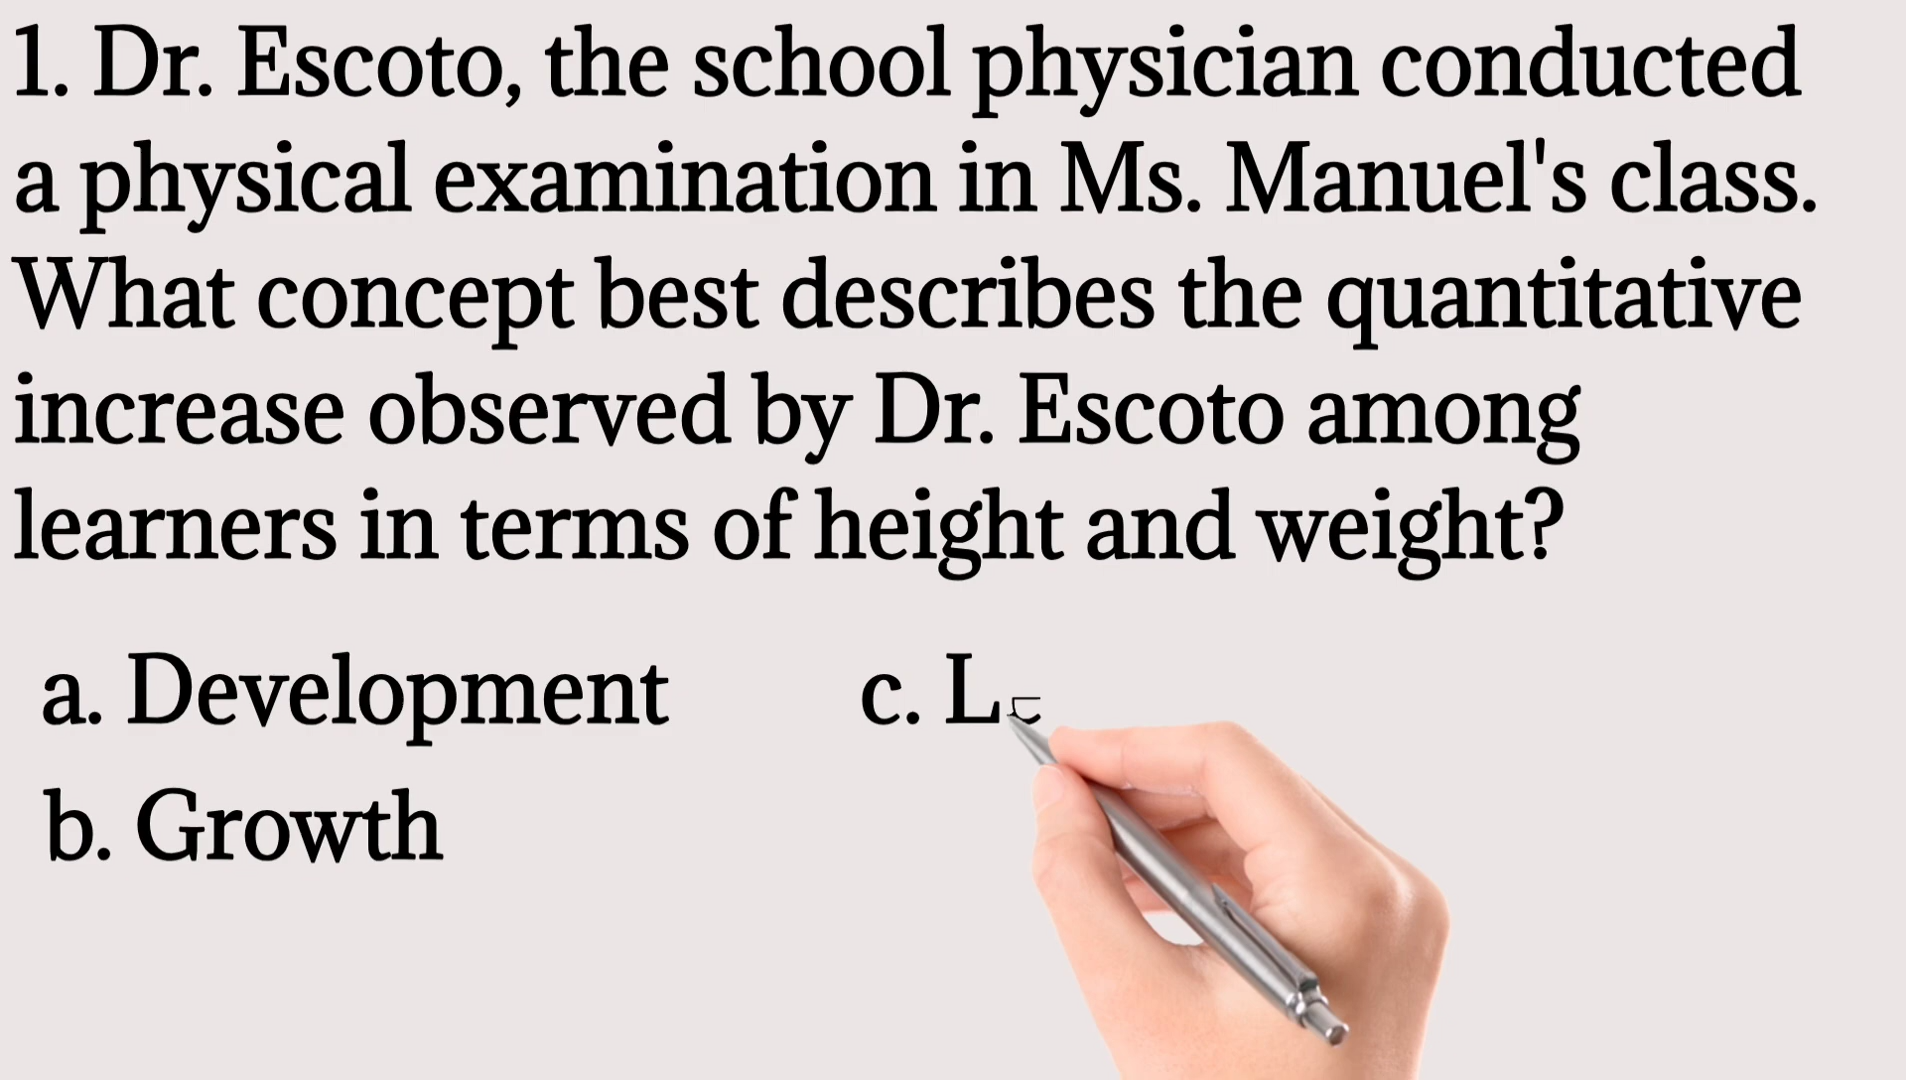 1. Dr. Escoto, the school physician conducted
a physical examination in Ms. Manuel's class.
What concept best describes the quantitative
increase observed by Dr. Escoto among
learners in terms of height and weight?
a. Development
c. L
b. Growth